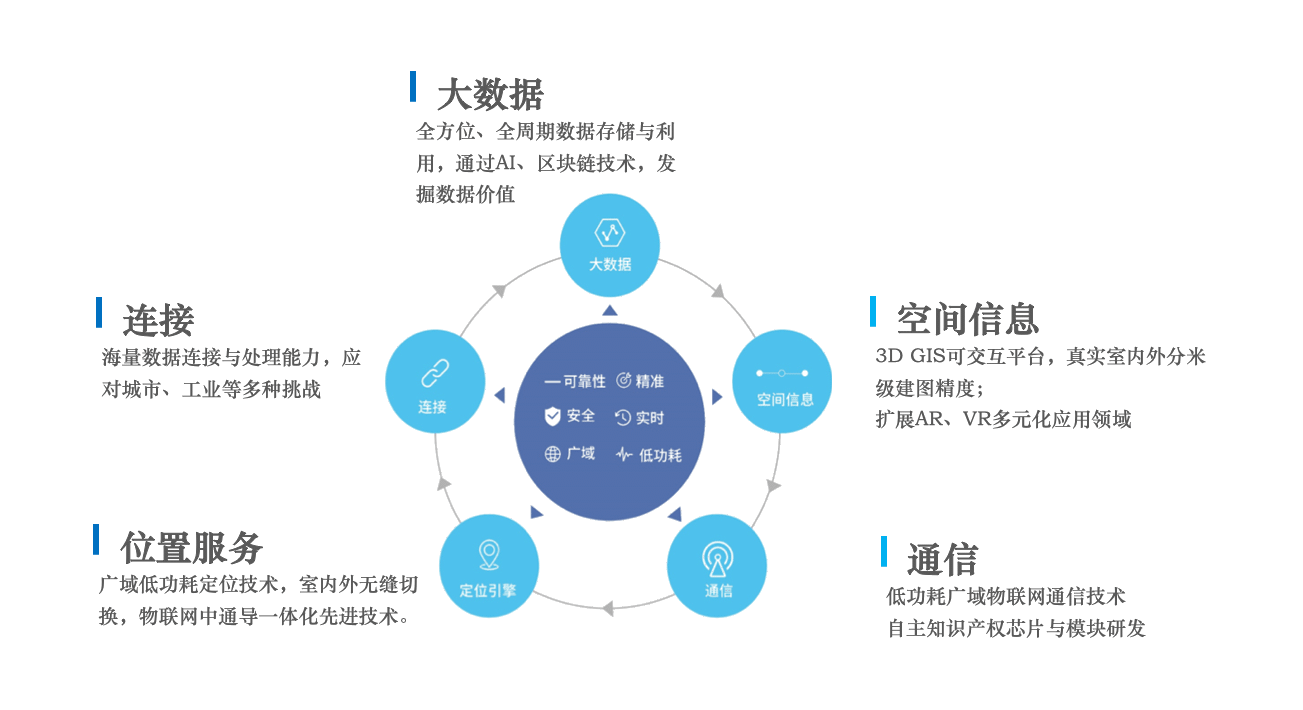 大数据
全方位、全周期数据存储与利
用，通过AI、区块链技术，发
掘数据价值
大数据
连接
海量数据连接与处理能力，应
对城市、工业等多种挑战
空间信息
3D GIS可交互平台，真实室内外分米
级建图精度；
扩展AR、VR多元化应用领域
连接
空间信息
可靠性 精准
安全 实时
广域 低功耗
位置服务
广域低功耗定位技术，室内外无缝切
换，物联网中通导一体化先进技术。
定位引擎
通信
通信
低功耗广域物联网通信技术
自主知识产权芯片与模块研发